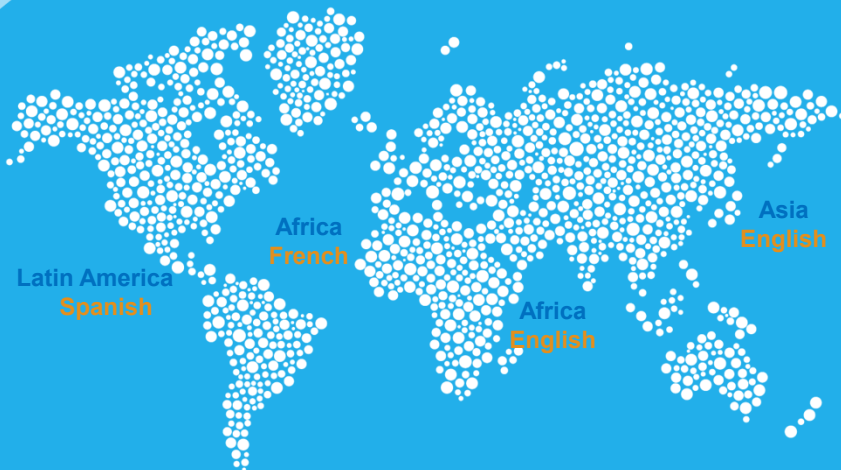 Africa
French
Asia
English
Latin America
Spanish
Africa
English